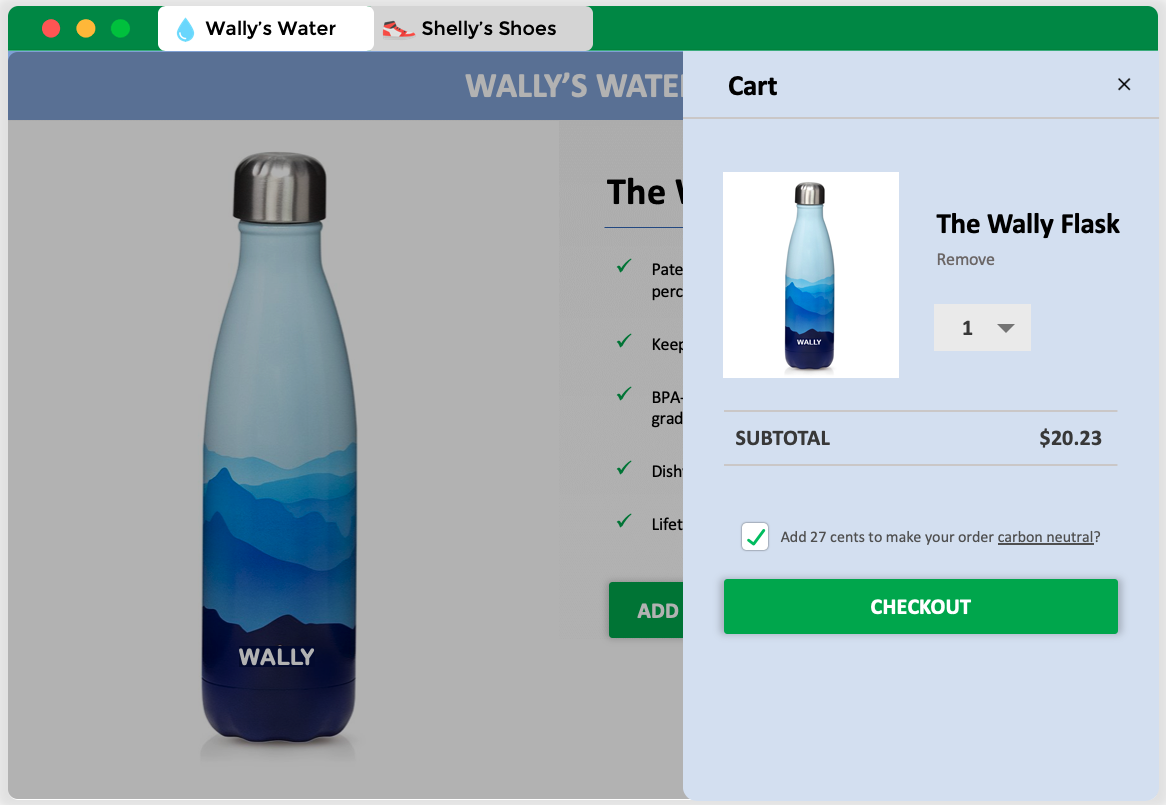 Wally's Water
Shelly's Shoes
WALLY'S WATE
Cart
The
Pate
perc
Keep
BPA-
grad
Dish
Lifet
ADD
WALLY
WALLY
The Wally Flask
Remove
1
SUBTOTAL
$20.23
Add 27 cents to make your order carbon neutral?
CHECKOUT